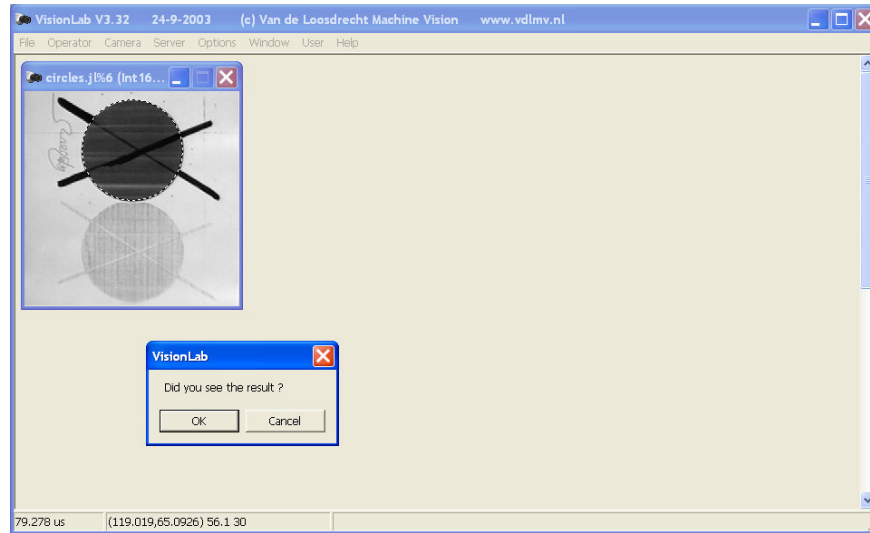 VisionLab V3.32 24-9-2003 (c) Van de Loosdrecht Machine Vision www.vdlmv.nl
File Operator Camera Server Options Window User Help
circles.jl%6 (Int16...
VisionLab
Did you see the result ?
OK Cancel
79.278 us (119.019,65.0926) 56.1 30